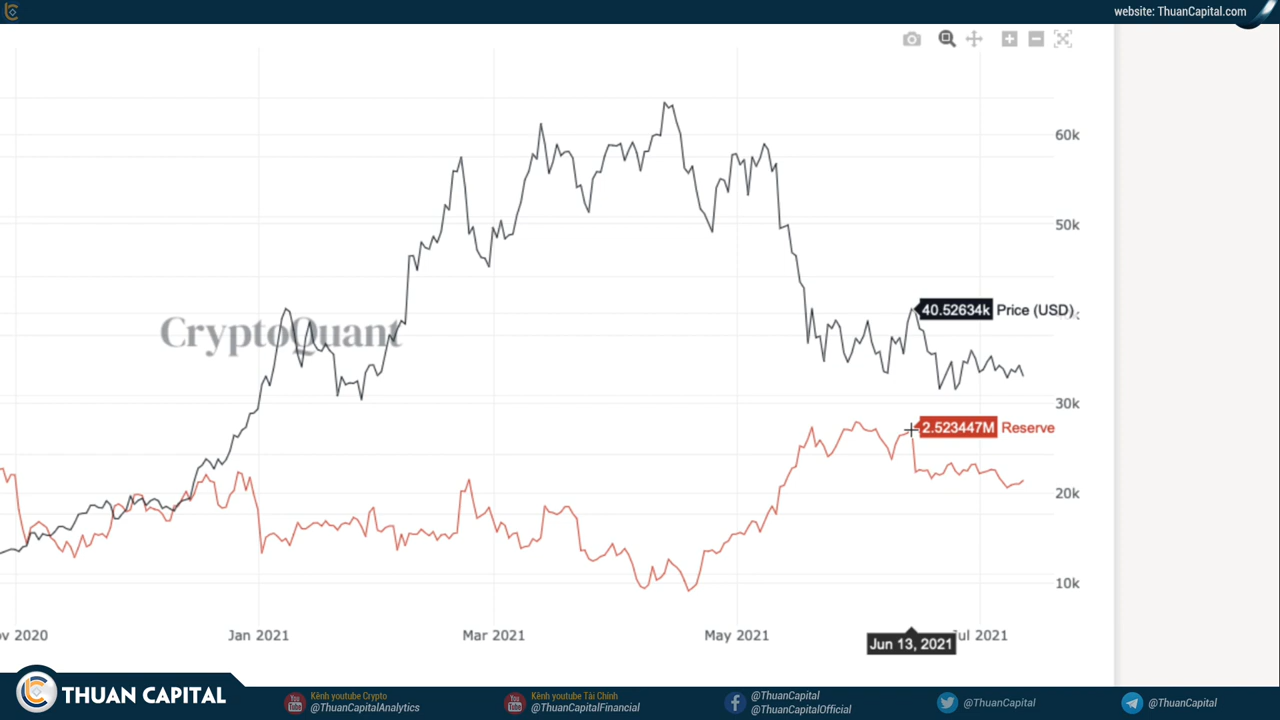 website: ThuanCapital.com
60k
50k
40.52634k Price (USD)
CryptoQuant
30k
2.523447M Reserve
20k
10k
ov 2020
Jan 2021
Mar 2021
May 2021
Jul 2021
Jun 13, 2021
THUAN CAPITAL
Kênh youtube Crypto
@ThuanCapitalAnalytics
Kênh youtube Tài Chính
@ThuanCapitalFinancial
@ThuanCapital
@ThuanCapitalOfficial
@ThuanCapital
@ThuanCapital